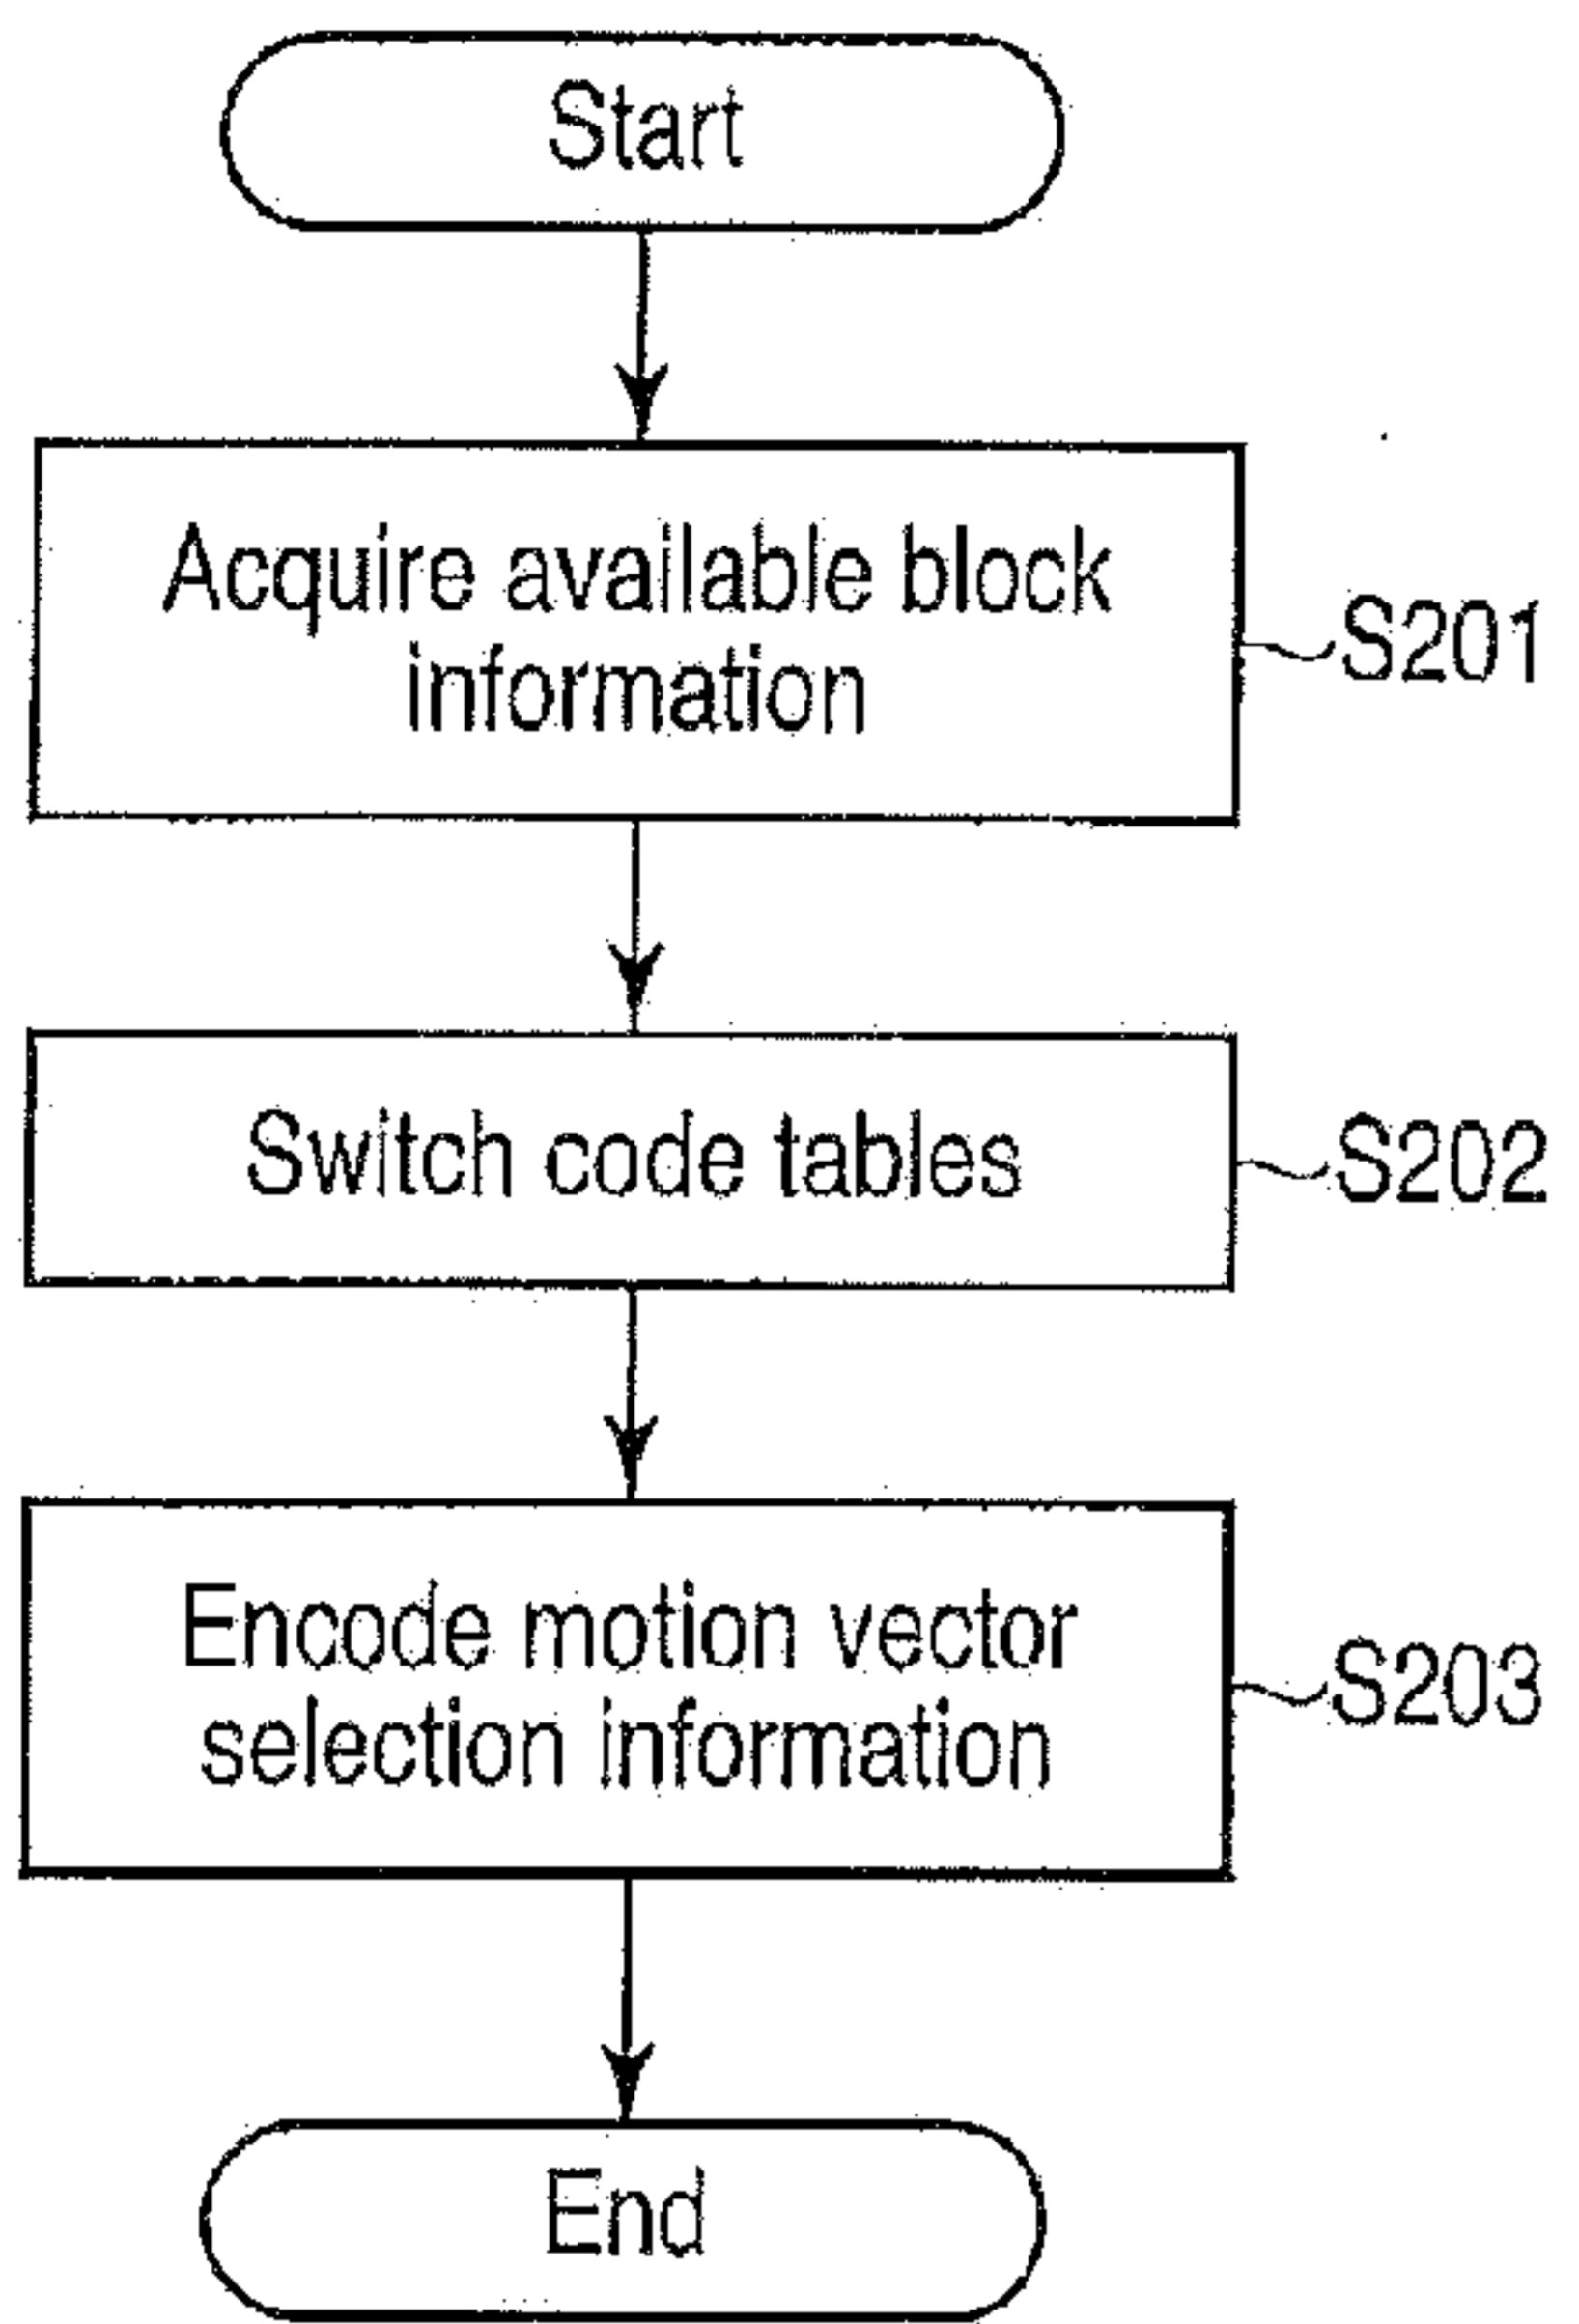 Start
Acquire available block
information
S201
Switch code tables
S202
Encode motion vector
selection information
S203
End